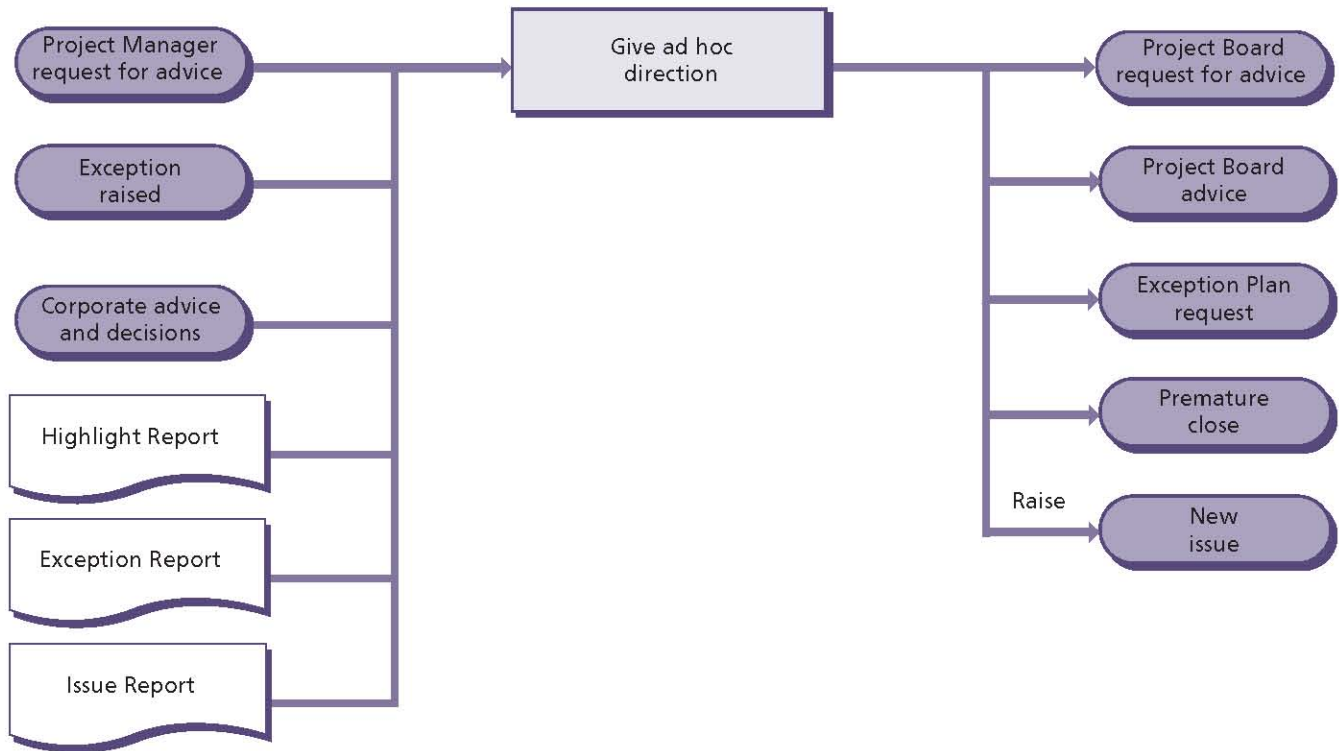 Project Manager
request for advice
Exception
raised
Corporate advice
and decisions
Highlight Report
Exception Report
Issue Report
Give ad hoc
direction
Project Board
request for advice
Project Board
advice
Exception Plan
request
Premature
close
Raise
New
issue